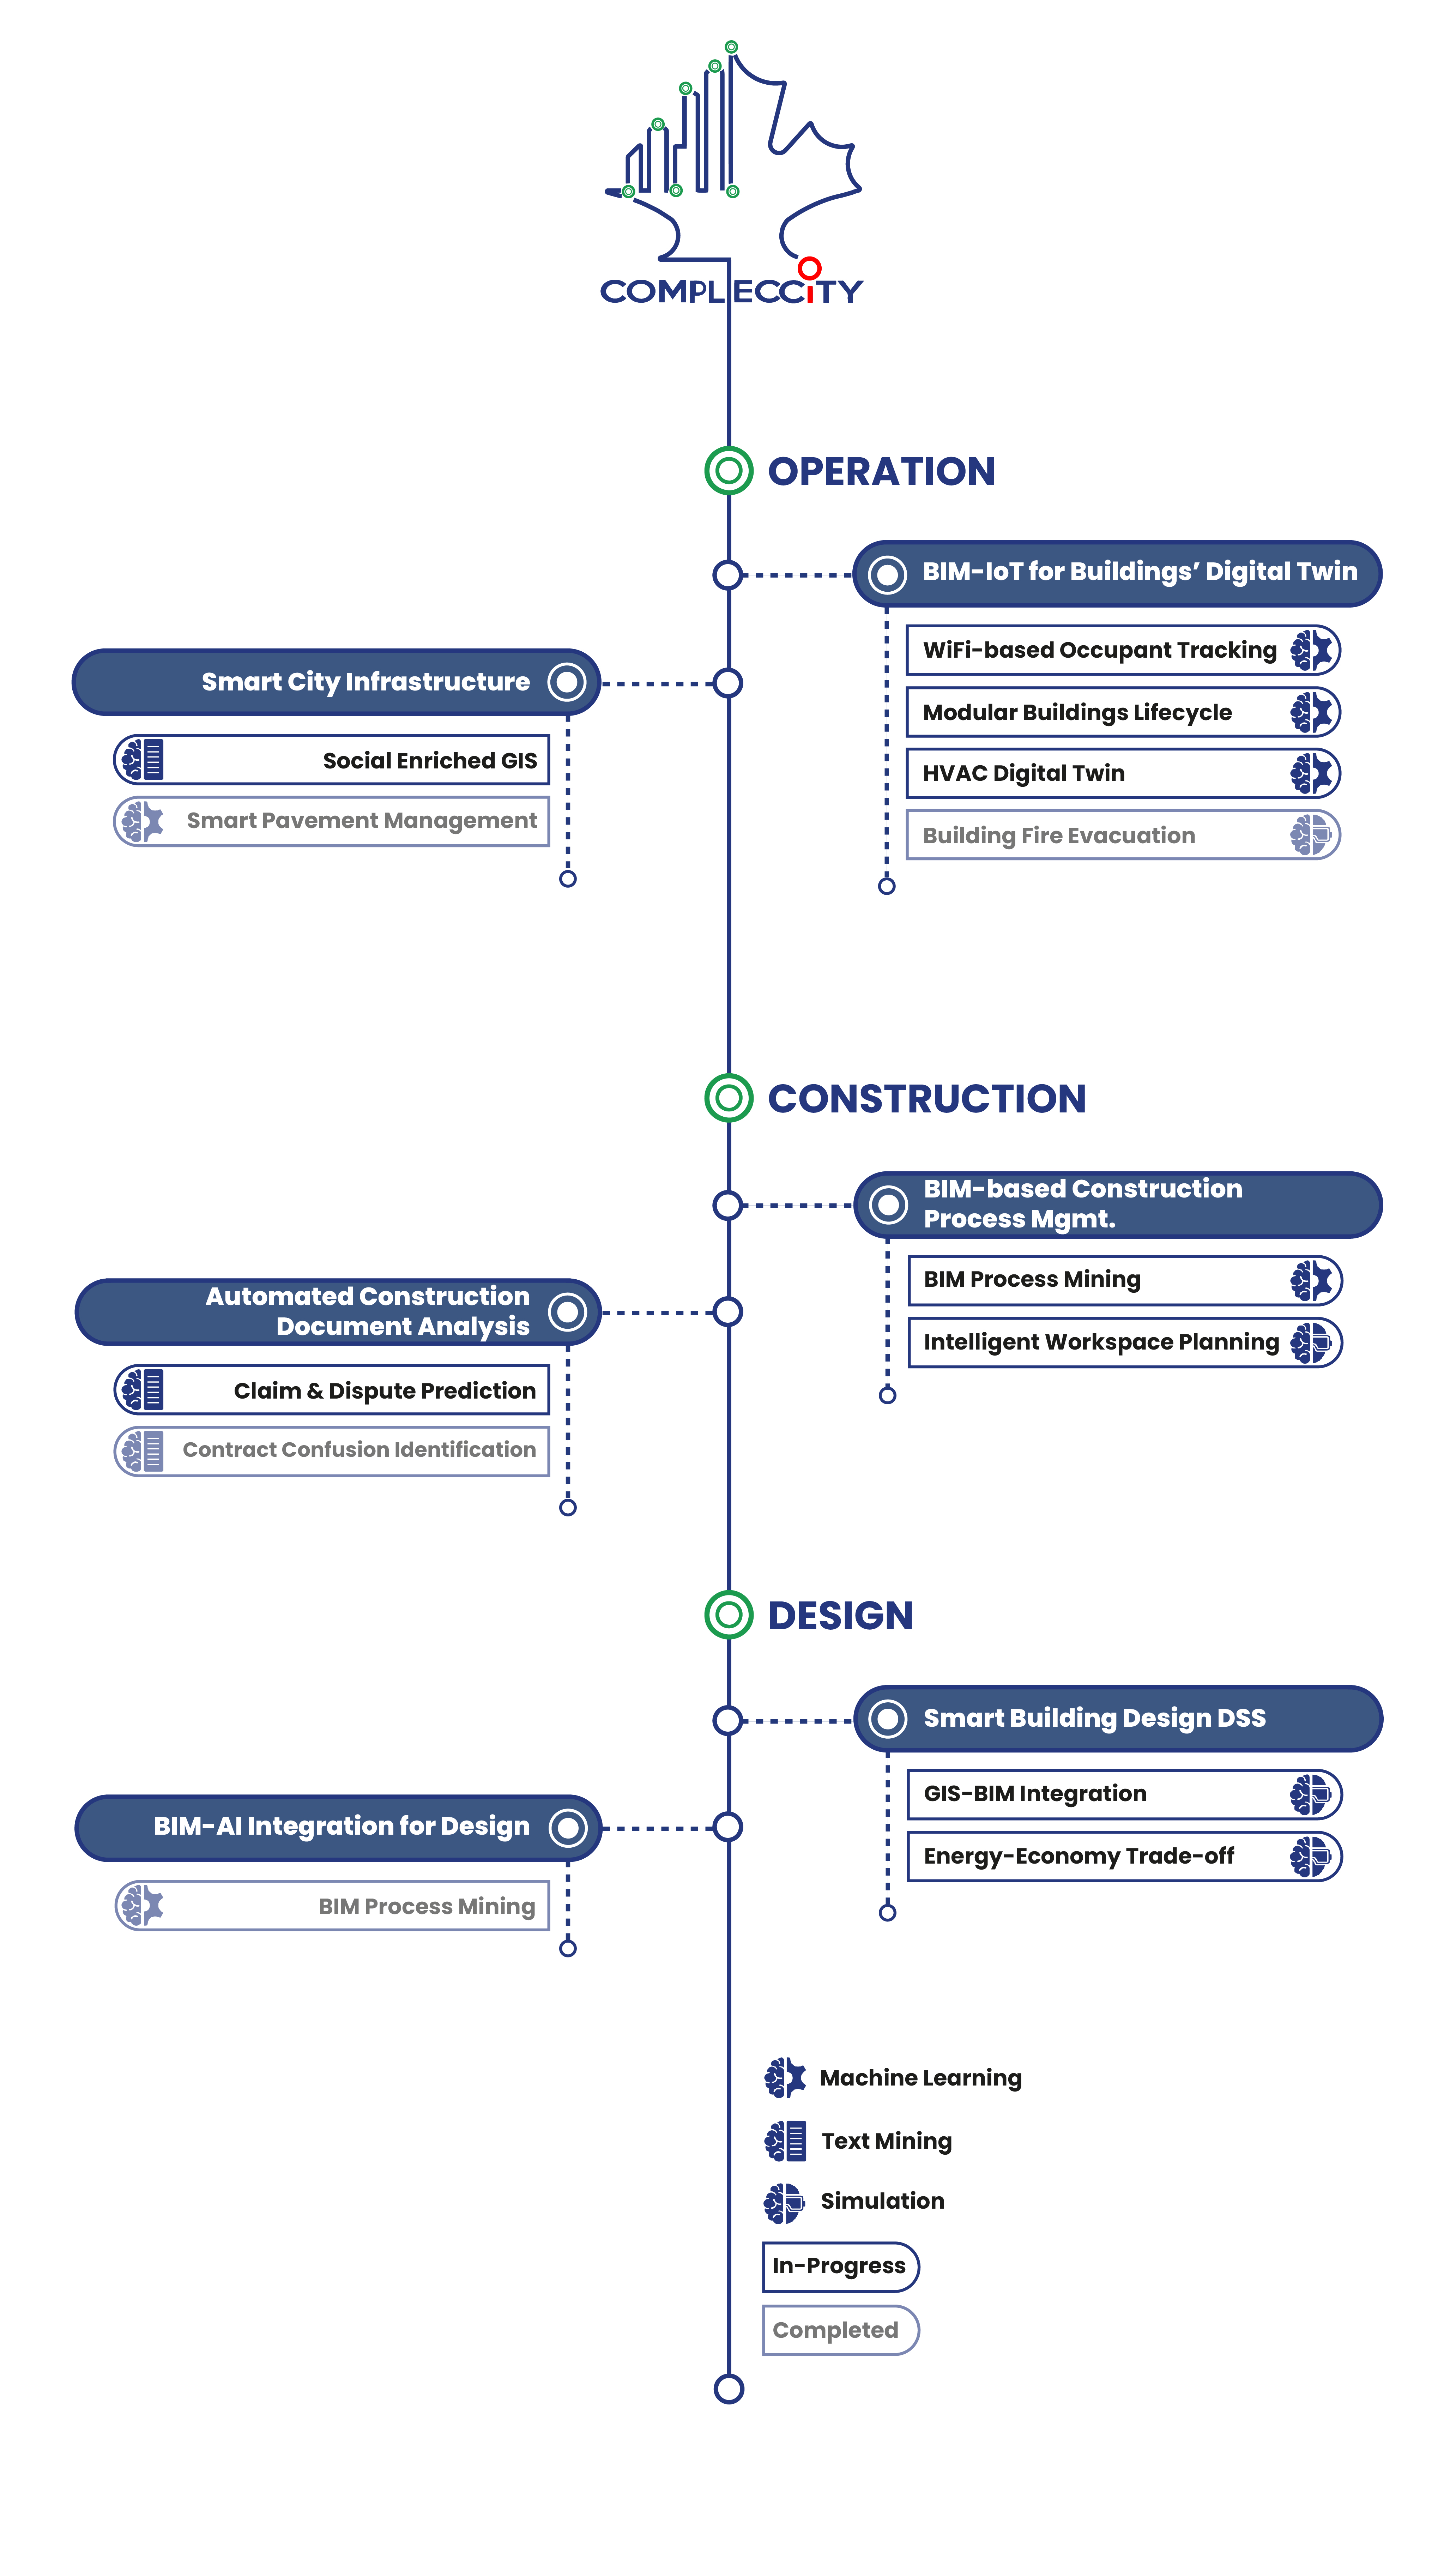 COMPLECCiTY
OPERATION
BIM-IoT for Buildings’ Digital Twin
WiFi-based Occupant Tracking
Modular Buildings Lifecycle
HVAC Digital Twin
Building Fire Evacuation
Smart City Infrastructure
Social Enriched GIS
Smart Pavement Management
CONSTRUCTION
BIM-based Construction
Process Mgmt.
BIM Process Mining
Intelligent Workspace Planning
Automated Construction
Document Analysis
Claim & Dispute Prediction
Contract Confusion Identification
DESIGN
Smart Building Design DSS
GIS-BIM Integration
Energy-Economy Trade-off
BIM-AI Integration for Design
BIM Process Mining
Machine Learning
Text Mining
Simulation
In-Progress
Completed